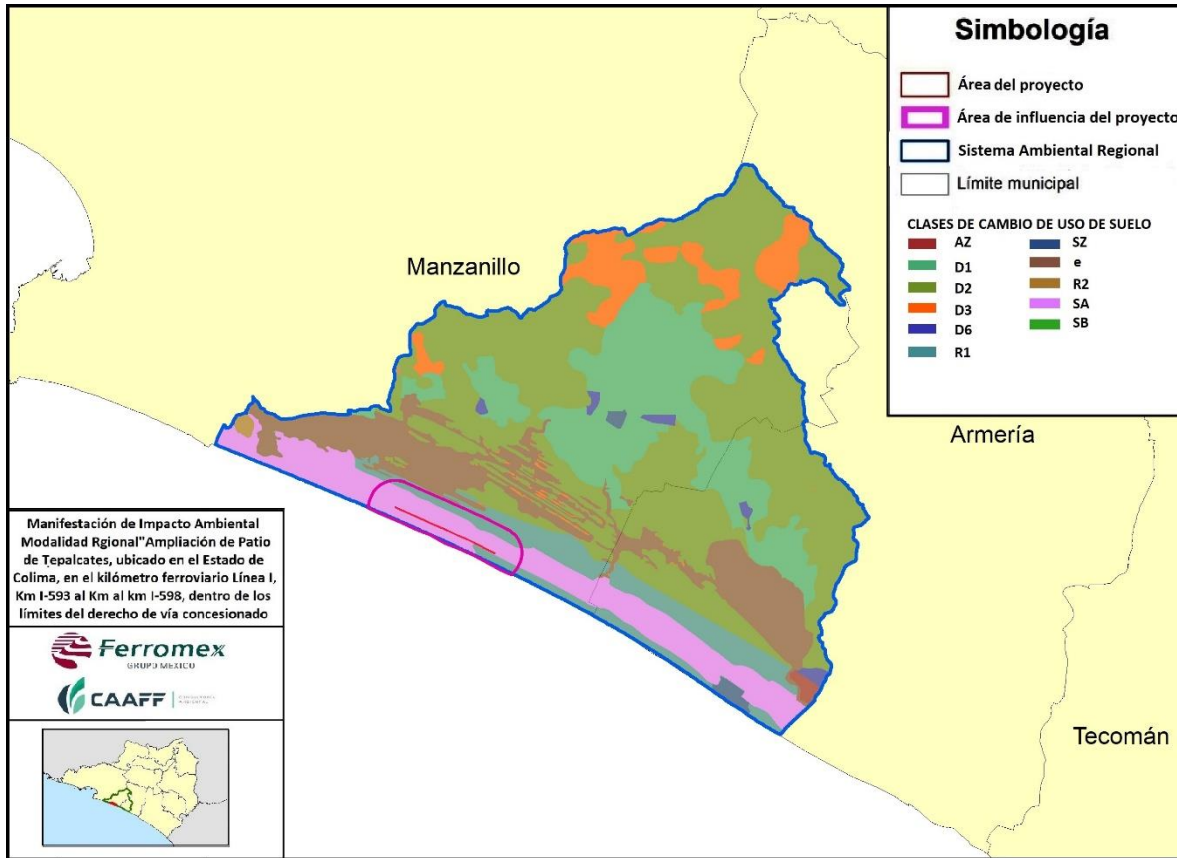 Simbología
Área del proyecto
Área de influencia del proyecto
Sistema Ambiental Regional
Límite municipal
CLASES DE CAMBIO DE USO DE SUELO
AZ
D1
D2
D3
D6
R1
SZ
e
R2
SA
SB
Manzanillo
Armería
Tecomán
Manifestación de Impacto Ambiental
Modalidad Rgional"Ampliación de Patio
de Tepalcates, ubicado en el Estado de
Colima, en el kilómetro ferroviario Línea I,
Km I-593 al Km al km I-598, dentro de los
límites del derecho de vía concesionado
Ferromex
GRUPO MÉXICO
CAAFF